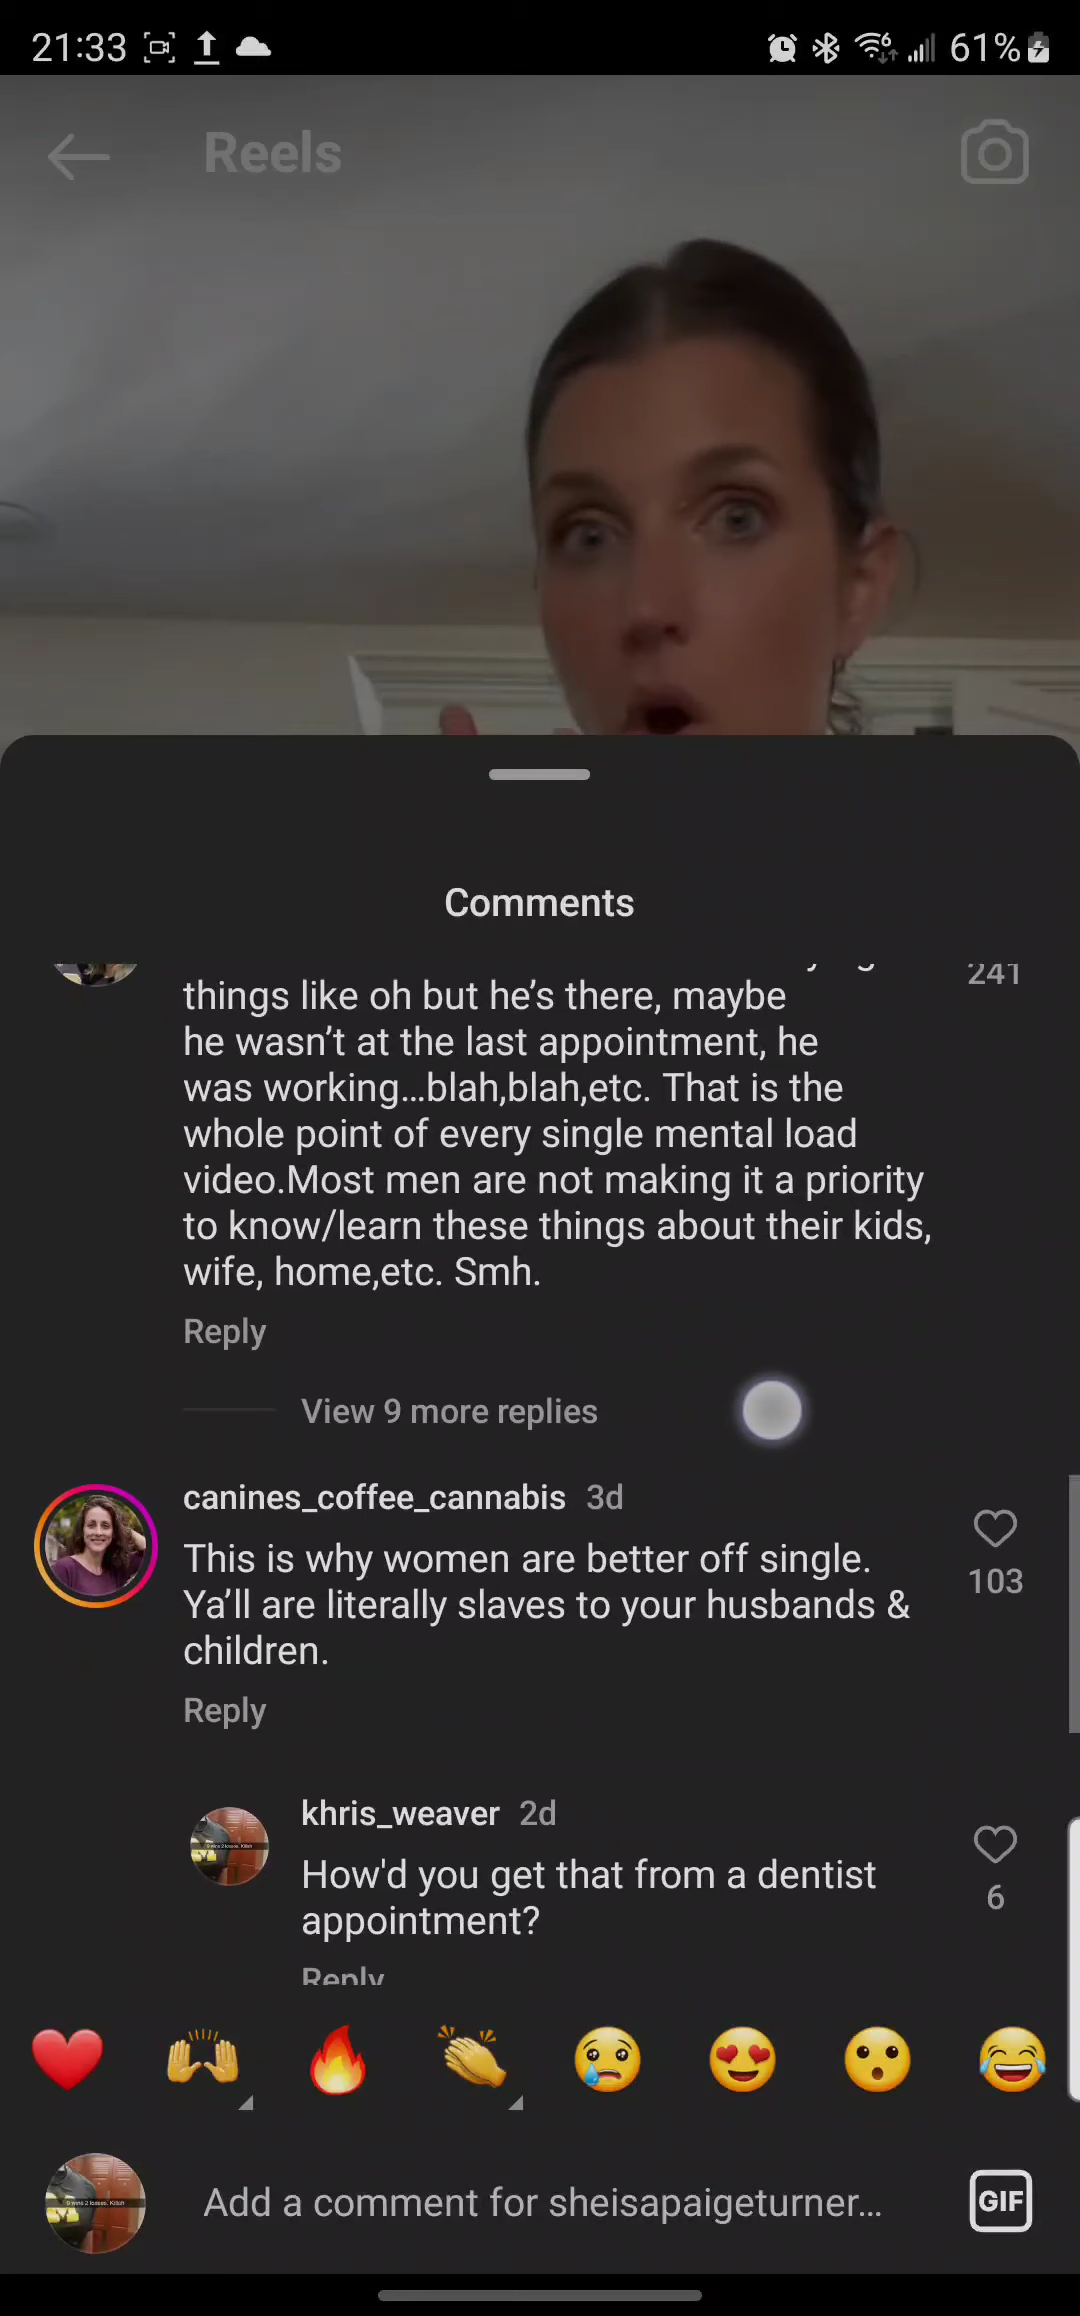 21:33
61%
Reels
Comments
241
things like oh but he’s there, maybe
he wasn’t at the last appointment, he
was working...blah,blah,etc. That is the
whole point of every single mental load
video.Most men are not making it a priority
to know/learn these things about their kids,
wife, home,etc. Smh.
Reply
View 9 more replies
canines_coffee_cannabis 3d
This is why women are better off single.
Ya’ll are literally slaves to your husbands &
children.
103
Reply
khris_weaver 2d
How'd you get that from a dentist
appointment?
6
Reply
Add a comment for sheisapaigeturner...
GIF